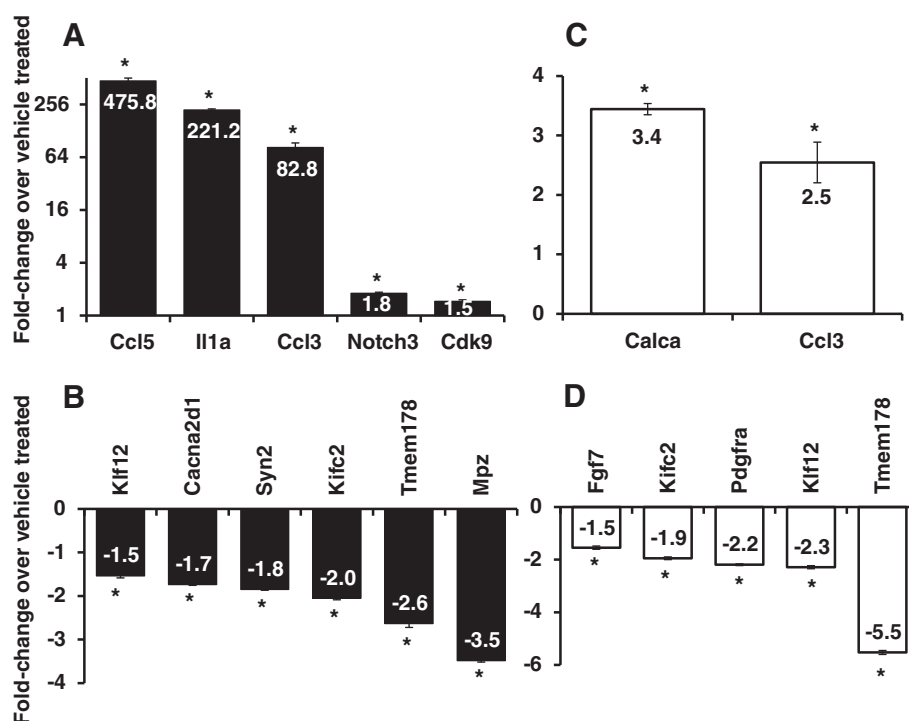 A
Fold-change over vehicle treated
256
64
16
4
1
* * * * *
475.8 221.2 82.8 1.8 1.5
Ccl5 Il1a Ccl3 Notch3 Cdk9
C
4
3
2
1
0
* *
3.4 2.5
Calca Ccl3
B
Fold-change over vehicle treated
Klf12 Cacna2d1 Syn2 Kifc2 Tmem178 Mpz
0
-1
-2
-3
-4
-1.5 -1.7 -1.8 -2.0 -2.6 -3.5
* * * * * *
D
Fgf7 Kifc2 Pdgfra Klf12 Tmem178
0
-2
-4
-6
-1.5 -1.9 -2.2 -2.3 -5.5
* * * * *